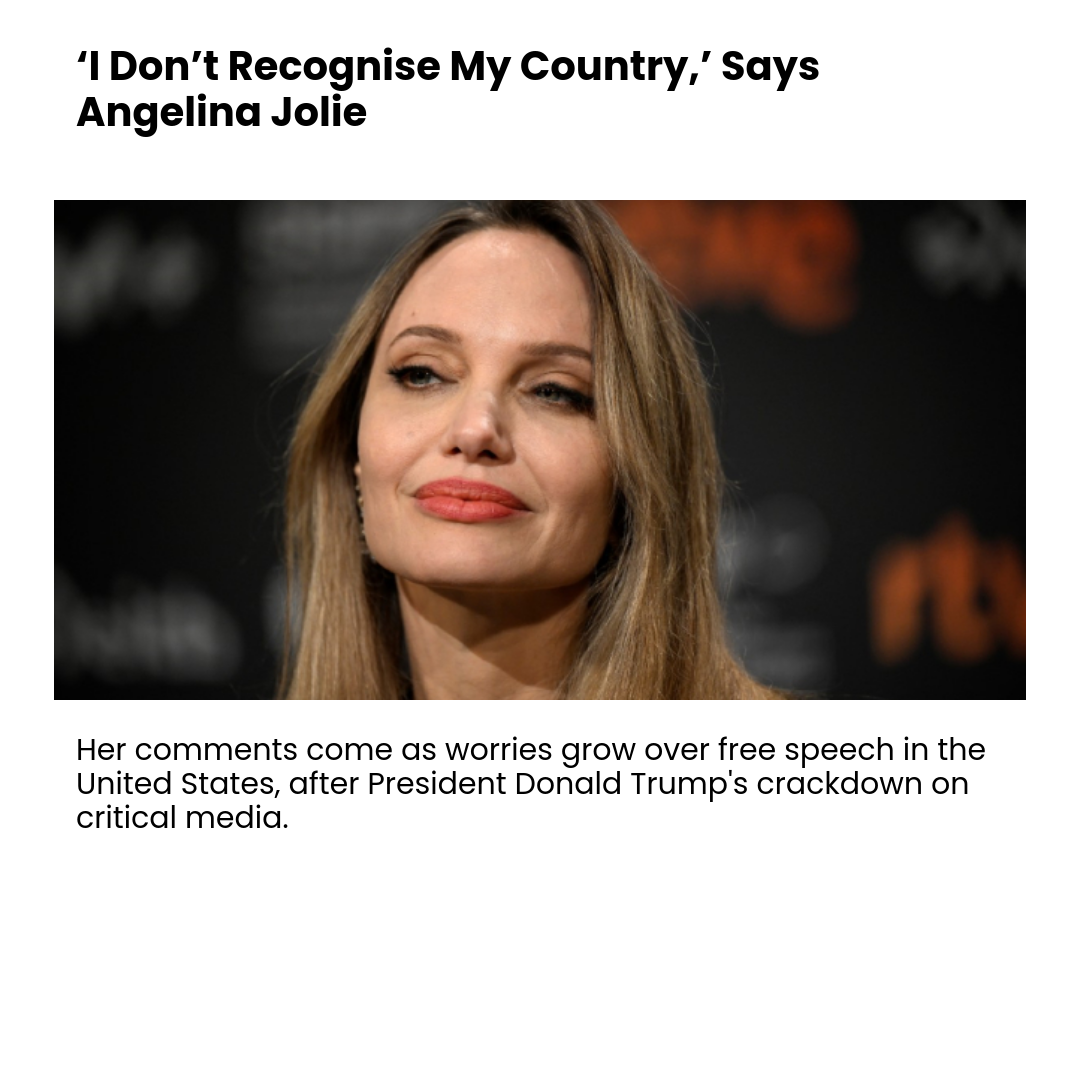 ‘I Don’t Recognise My Country,’ Says
Angelina Jolie
rtv
Her comments come as worries grow over free speech in the
United States, after President Donald Trump's crackdown on
critical media.